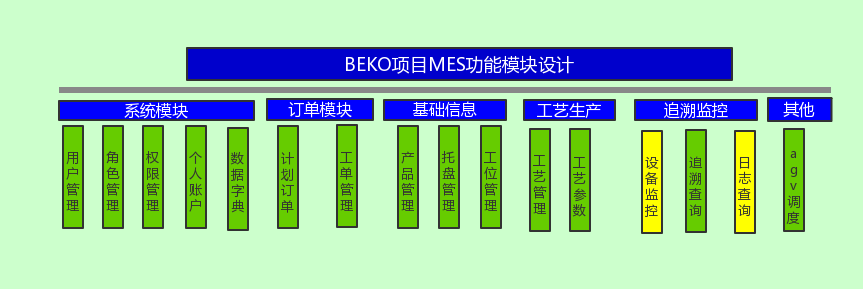 BEKO项目MES功能模块设计
系统模块
订单模块
基础信息
工艺生产
追溯监控
其他
用户管理
角色管理
权限管理
个人账户
数据字典
计划订单
工单管理
产品管理
托盘管理
工位管理
工艺管理
工艺参数
设备监控
追溯查询
日志查询
agv调度